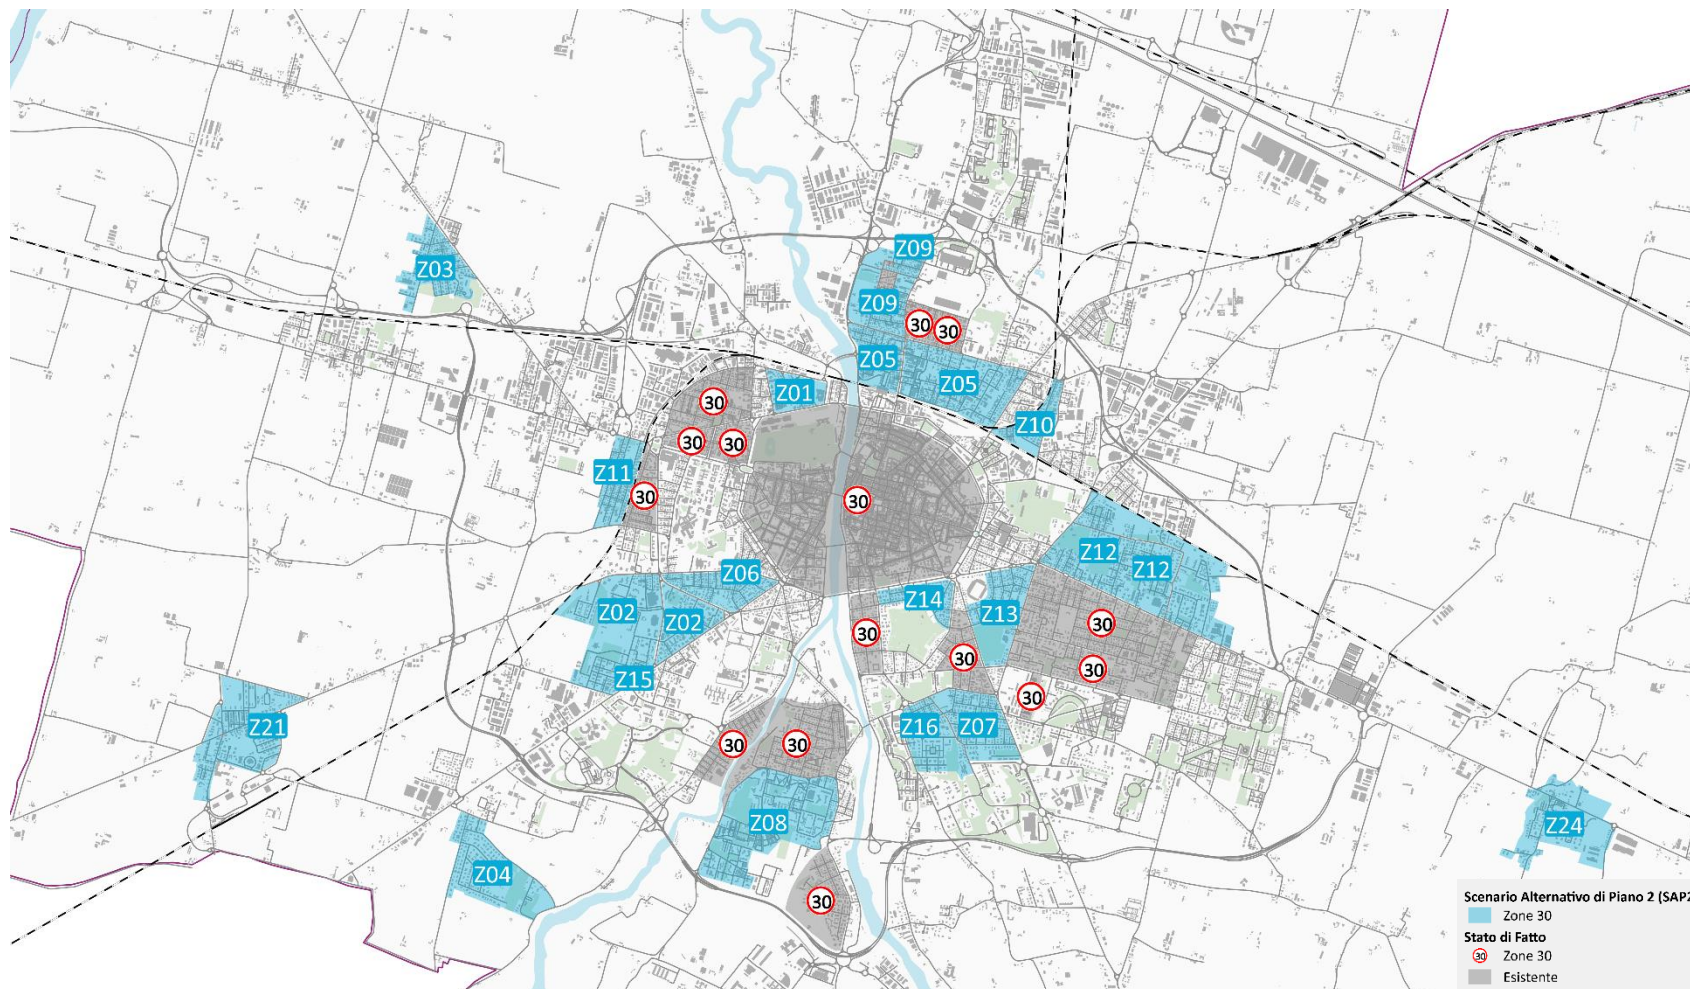 Z09
Z03
Z09
30
30
Z05
Z05
Z01
30
Z10
30
30
Z11
30
30
Z12
Z06
Z12
Z14
Z02
Z13
Z02
30
30
30
30
Z15
30
Z21
Z16
Z07
30
30
Z08
Z24
Z04
30
Scenario Alternativo di Piano 2 (SAP2
Zone 30
Stato di Fatto
30 Zone 30
Esistente